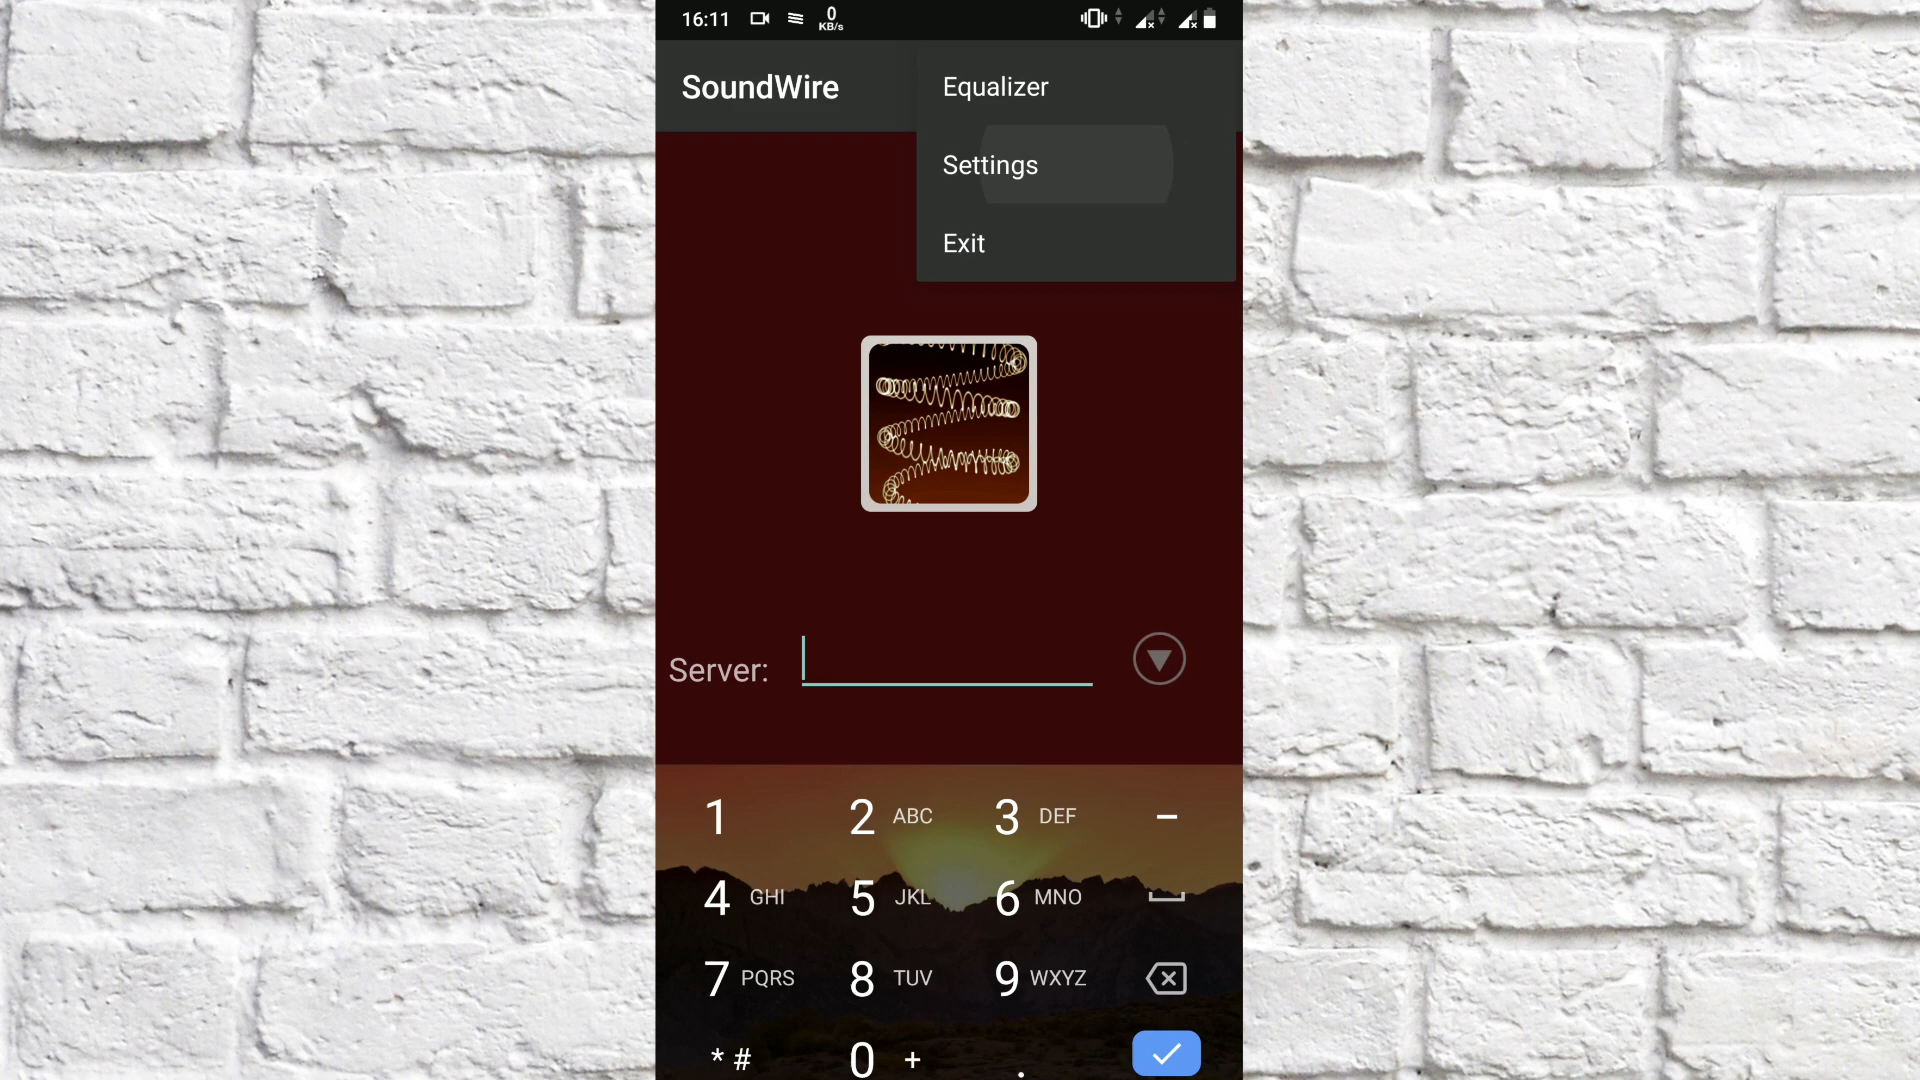 16:11 0 KB/s
SoundWire
Equalizer
Settings
Exit
Server:
1 2 ABC 3 DEF -
4 GHI 5 JKL 6 MNO
7 PQRS 8 TUV 9 WXYZ
* # 0 + .